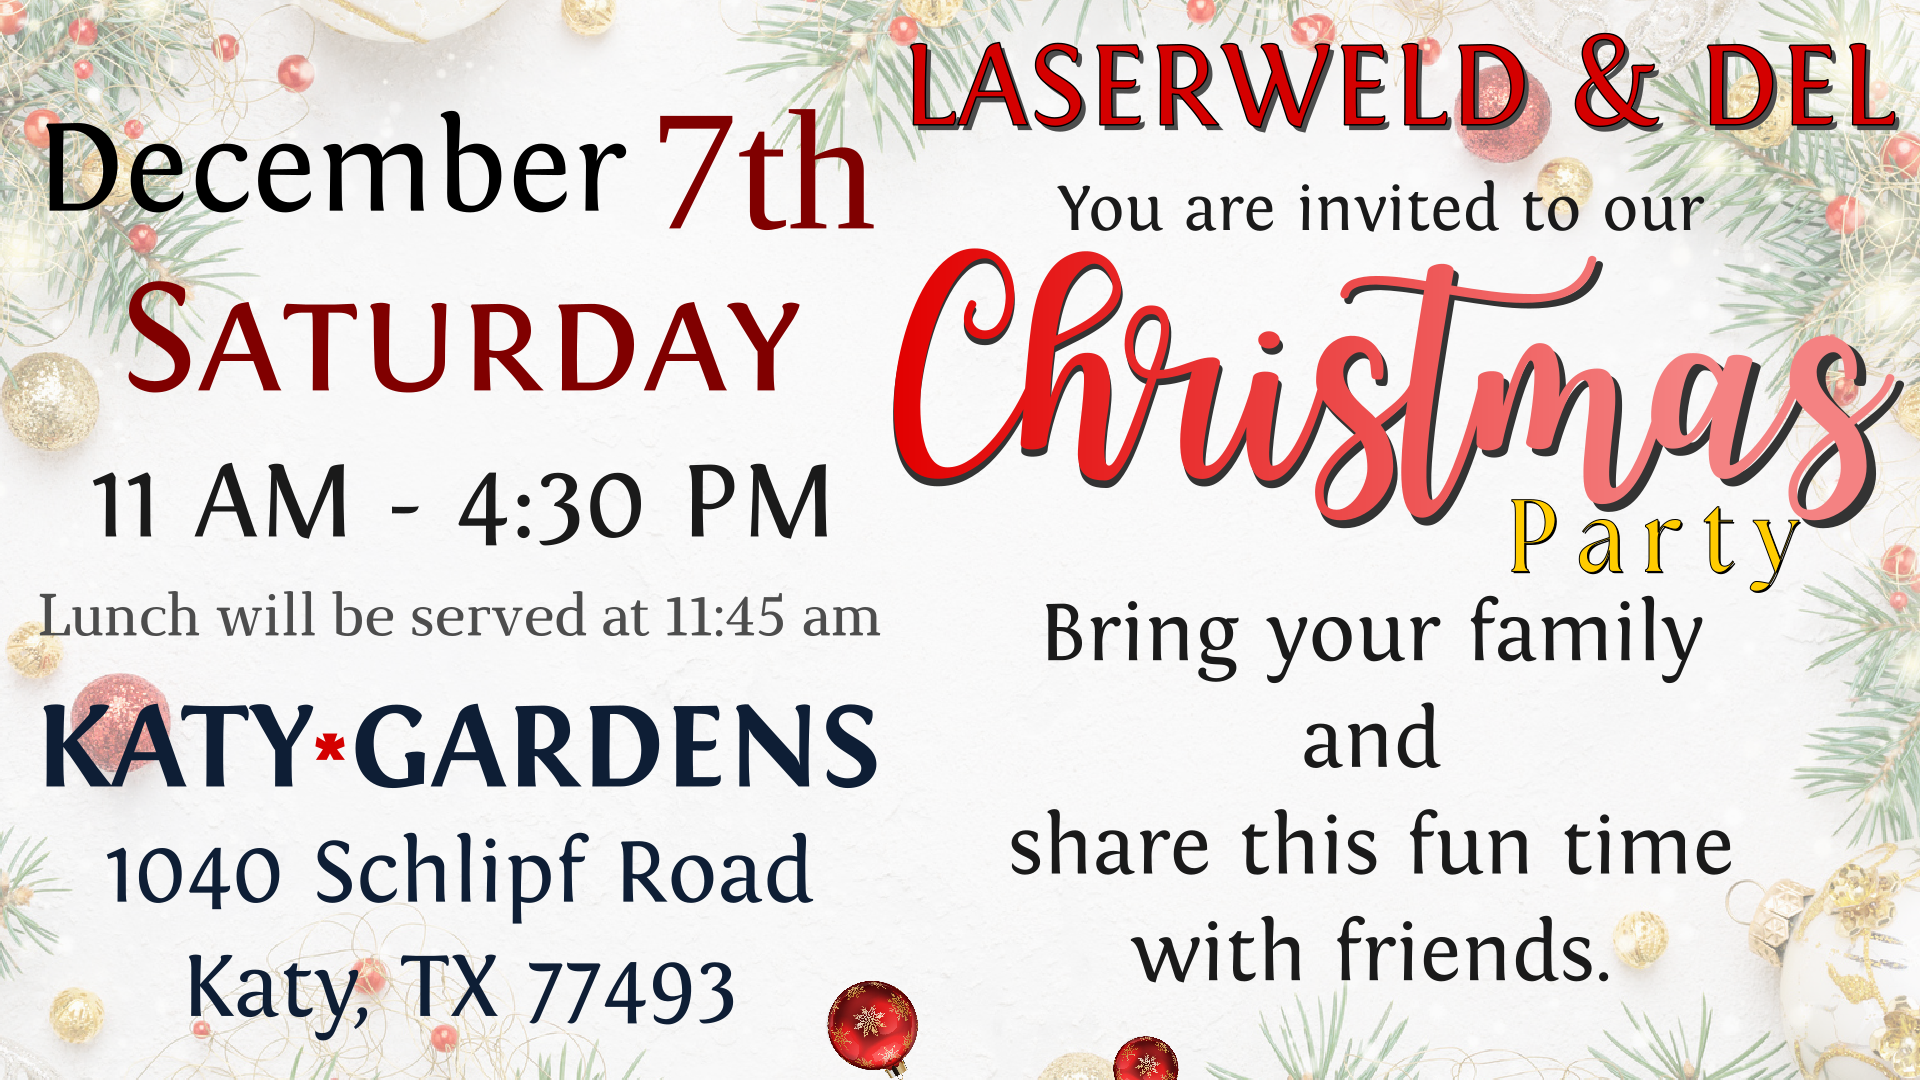 December 7th
SATURDAY
11 AM - 4:30 PM
Lunch will be served at 11:45 am
KATY*GARDENS
1040 Schlipf Road
Katy, TX 77493
LASERWELD & DEL
You are invited to our
Christmas
Party
Bring your family
and
share this fun time
with friends.